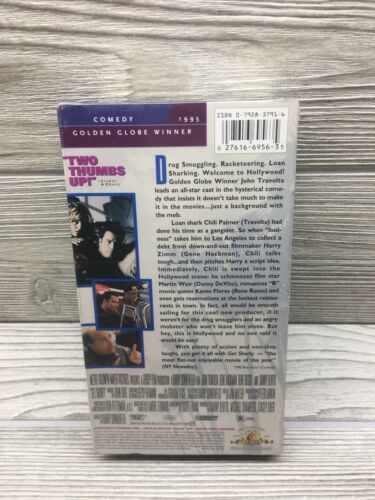 COMEDY 1995
GOLDEN GLOBE WINNER
ISBN 0-7928-3791-6
0 27616 6956-3 5
"TWO
THUMBS
UP!"
Drug Smuggling. Racketeering. Loan
Sharking. Welcome to Hollywood!
Golden Globe Winner John Travolta
leads an all-star cast in the hysterical come-
dy that insists it doesn't take much to make
it in the movies...just a background with
the mob.
Loan shark Chili Palmer (Travolta) had
done his time as a gangster. So when "busi-
ness" takes him to Los Angeles to collect a
debt from down-and-out filmmaker Harry
Zimm (Gene Hackman), Chili talks
tough...and then pitches Harry a script idea.
Immediately, Chili is swept into the
Hollywood scene: he schmoozes film star
Martin Weir (Danny DeVito), romances "B"
movie queen Karen Flores (Rene Russo) and
even gets reservations at the hottest restau-
rant in town. In fact, all would be smooth
sailing for this cool new producer, if it
weren't for the drug smugglers and an angry
mobster who won't leave him alone. But
hey, this is Hollywood and no one said it
would be easy!
With plenty of action and non-stop
laughs, you get it all with Get Shorty — "the
most flat-out enjoyable movie of the year"
(NY Newsday).